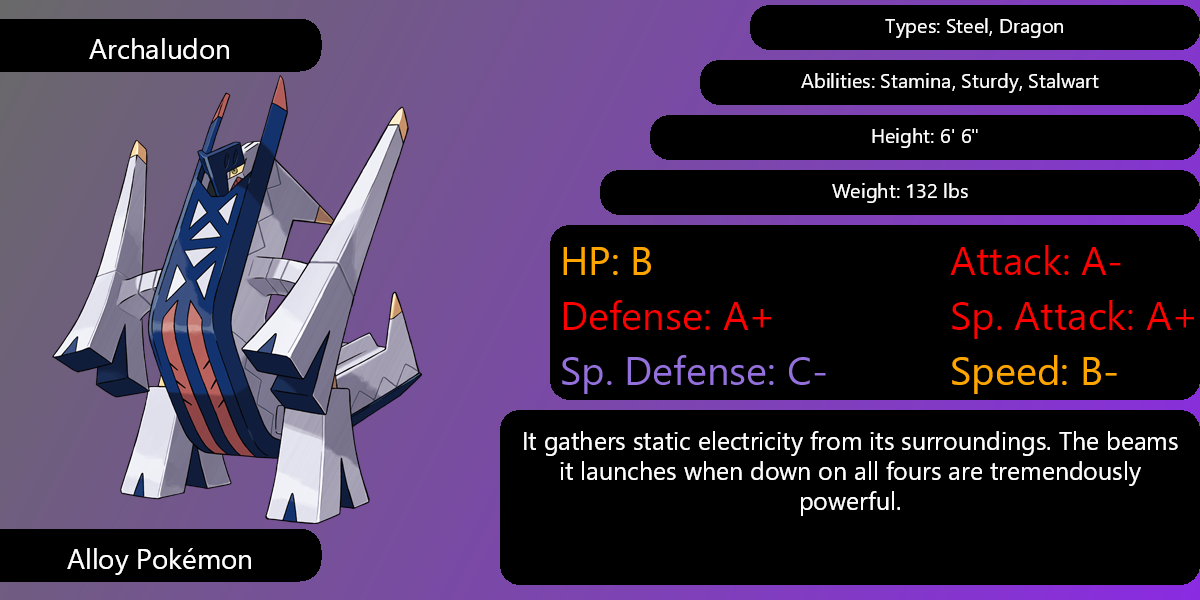 Archaludon
Types: Steel, Dragon
Abilities: Stamina, Sturdy, Stalwart
Height: 6' 6"
Weight: 132 lbs
HP: B
Attack: A-
Defense: A+
Sp. Attack: A+
Sp. Defense: C-
Speed: B-
It gathers static electricity from its surroundings. The beams
it launches when down on all fours are tremendously
powerful.
Alloy Pokémon